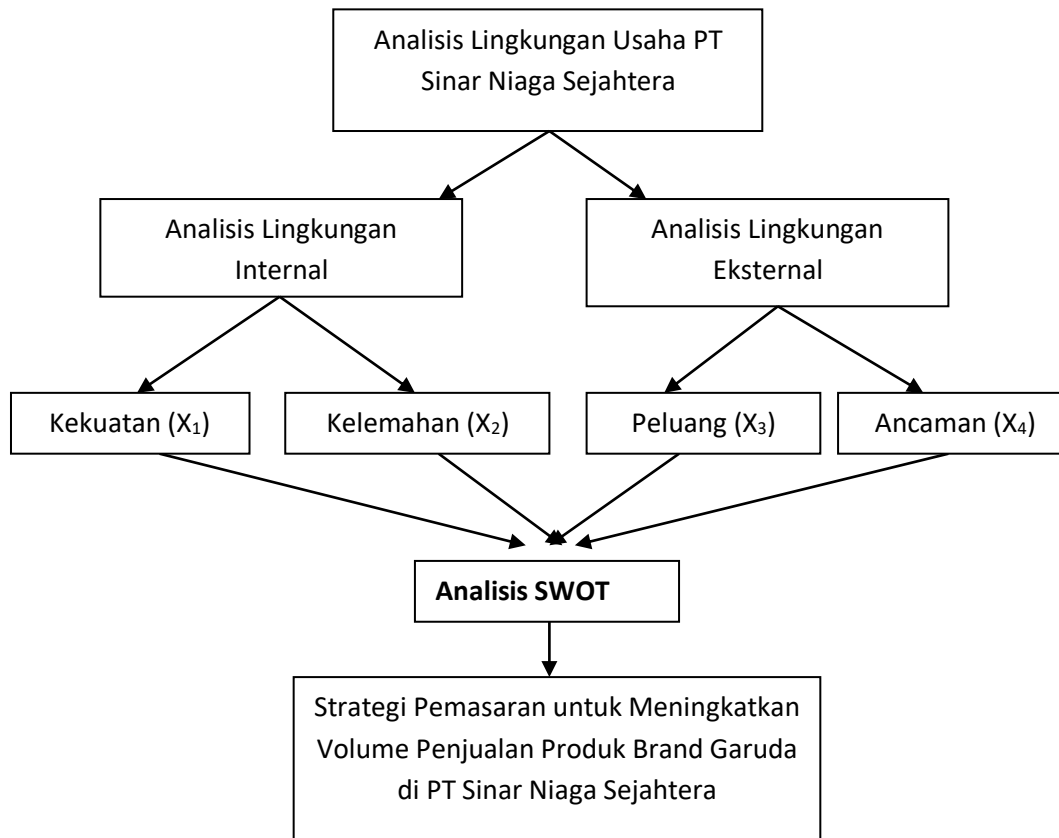 Analisis Lingkungan Usaha PT
Sinar Niaga Sejahtera
Analisis Lingkungan
Internal
Analisis Lingkungan
Eksternal
Kekuatan (X₁)
Kelemahan (X₂)
Peluang (X₃)
Ancaman (X₄)
Analisis SWOT
Strategi Pemasaran untuk Meningkatkan
Volume Penjualan Produk Brand Garuda
di PT Sinar Niaga Sejahtera